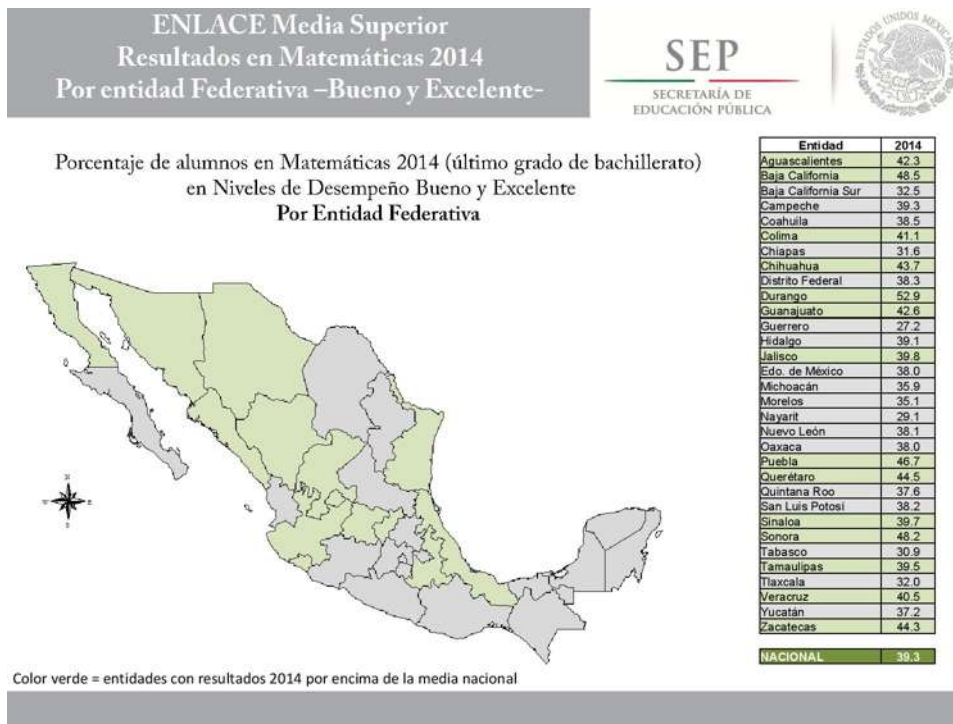 ENLACE Media Superior
Resultados en Matemáticas 2014
Por entidad Federativa –Bueno y Excelente-
SEP
SECRETARÍA DE
EDUCACIÓN PÚBLICA
ESTADOS UNIDOS MEXICANOS
Porcentaje de alumnos en Matemáticas 2014 (último grado de bachillerato)
en Niveles de Desempeño Bueno y Excelente
Por Entidad Federativa
Entidad 2014
Aguascalientes 42.3
Baja California 48.5
Baja California Sur 32.5
Campeche 39.3
Coahuila 38.5
Colima 41.1
Chiapas 31.6
Chihuahua 43.7
Distrito Federal 38.3
Durango 52.9
Guanajuato 42.6
Guerrero 27.2
Hidalgo 39.1
Jalisco 39.8
Edo. de México 38.0
Michoacán 35.9
Morelos 35.1
Nayarit 29.1
Nuevo León 38.1
Oaxaca 38.0
Puebla 46.7
Querétaro 44.5
Quintana Roo 37.6
San Luis Potosí 38.2
Sinaloa 39.7
Sonora 48.2
Tabasco 30.9
Tamaulipas 39.5
Tlaxcala 32.0
Veracruz 40.5
Yucatán 37.2
Zacatecas 44.3
NACIONAL 39.3
Color verde = entidades con resultados 2014 por encima de la media nacional